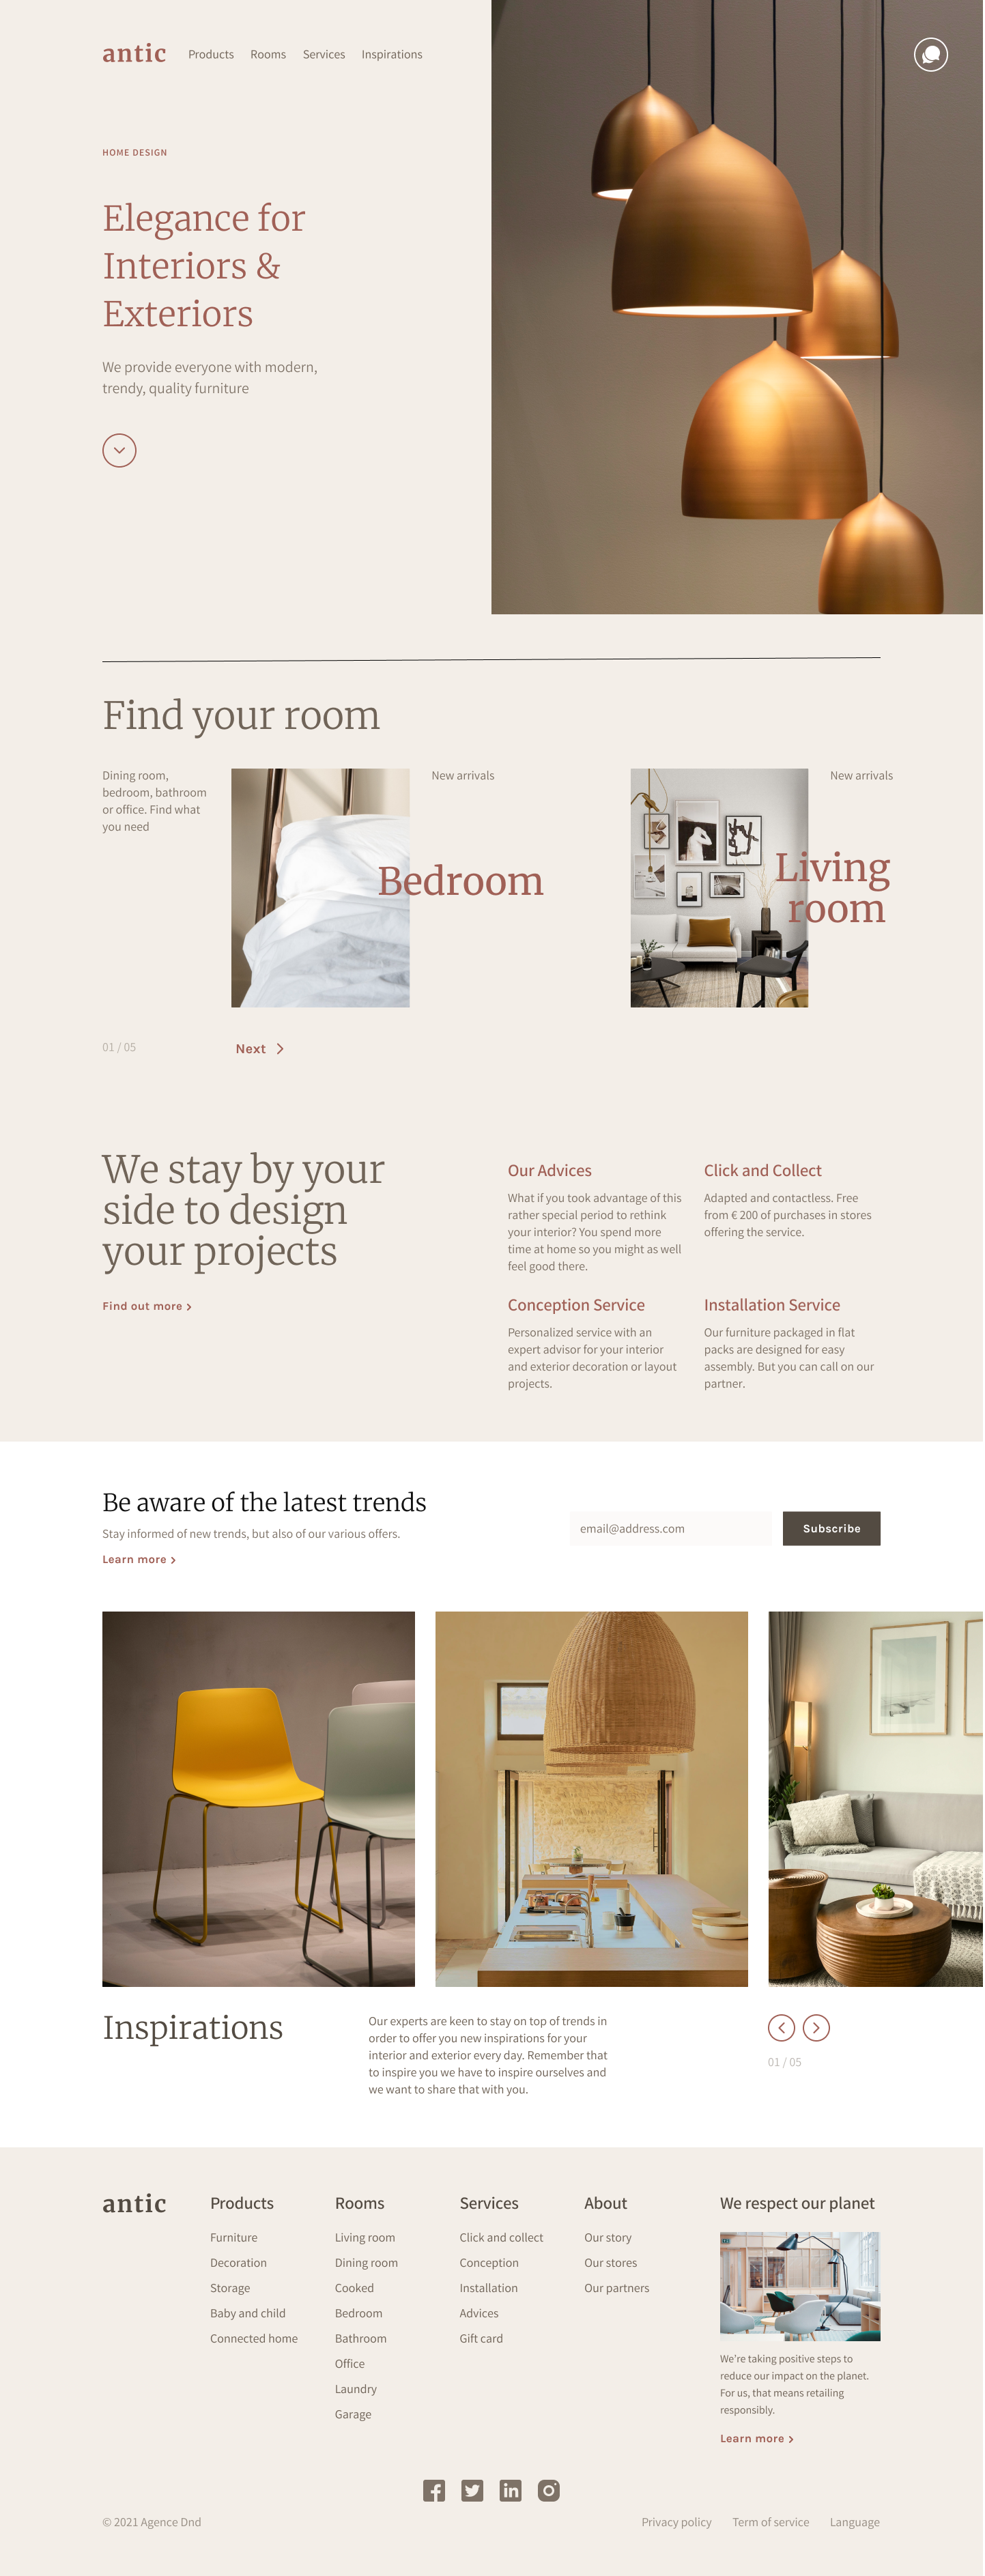 antic
Products
Rooms
Services
Inspirations
HOME DESIGN
Elegance for
Interiors &
Exteriors
We provide everyone with modern,
trendy, quality furniture
Find your room
Dining room,
bedroom, bathroom
or office. Find what
you need
New arrivals
Bedroom
New arrivals
Living
room
01 / 05
Next
We stay by your
side to design
your projects
Find out more
Our Advices
What if you took advantage of this
rather special period to rethink
your interior? You spend more
time at home so you might as well
feel good there.
Click and Collect
Adapted and contactless. Free
from € 200 of purchases in stores
offering the service.
Conception Service
Personalized service with an
expert advisor for your interior
and exterior decoration or layout
projects.
Installation Service
Our furniture packaged in flat
packs are designed for easy
assembly. But you can call on our
partner.
Be aware of the latest trends
Stay informed of new trends, but also of our various offers.
Learn more
email@address.com
Subscribe
Inspirations
Our experts are keen to stay on top of trends in
order to offer you new inspirations for your
interior and exterior every day. Remember that
to inspire you we have to inspire ourselves and
we want to share that with you.
01 / 05
antic
Products
Furniture
Decoration
Storage
Baby and child
Connected home
Rooms
Living room
Dining room
Cooked
Bedroom
Bathroom
Office
Laundry
Garage
Services
Click and collect
Conception
Installation
Advices
Gift card
About
Our story
Our stores
Our partners
We respect our planet
We're taking positive steps to
reduce our impact on the planet.
For us, that means retailing
responsibly.
Learn more
© 2021 Agence Dnd
Privacy policy
Term of service
Language